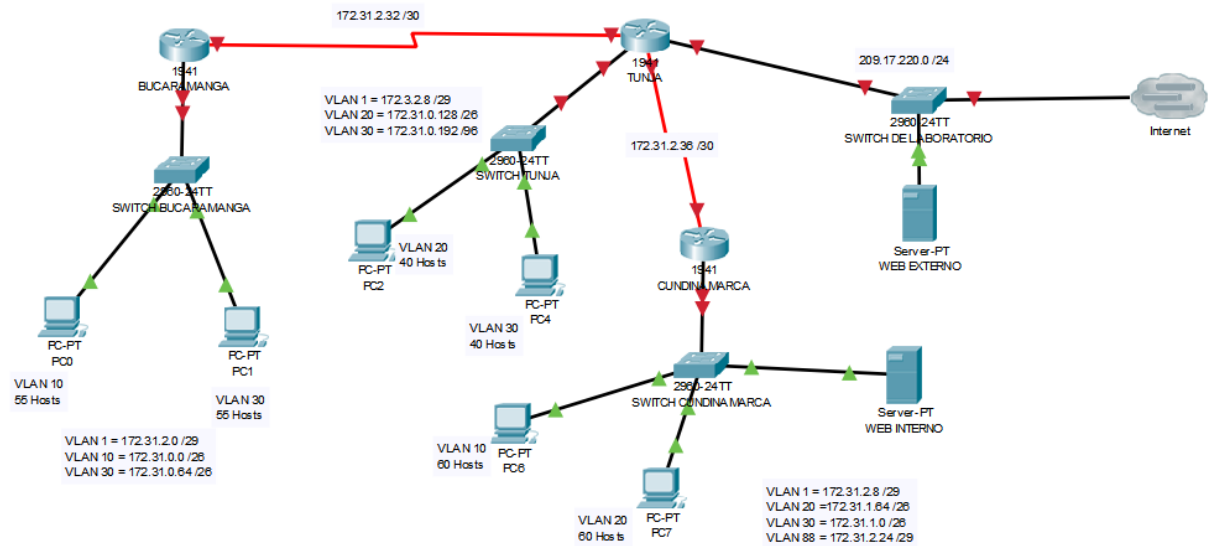 172.31.2.32 /30
1941
BUCARAMANGA
1941
TUNJA
209.17.220.0 /24
VLAN 1 = 172.3.2.8 /29
VLAN 20 = 172.31.0.128 /26
VLAN 30 = 172.31.0.192 /96
2960-24TT
SWITCH DE LABORATORIO
Internet
172.31.2.36 /30
2960-24TT
SWITCH TUNJA
2960-24TT
SWITCH BUCARAMANGA
VLAN 20
40 Hosts
PC-PT
PC2
Server-PT
WEB EXTERNO
1941
CUNDINAMARCA
PC-PT
PC4
VLAN 30
40 Hosts
PC-PT
PC0
PC-PT
PC1
VLAN 10
55 Hosts
VLAN 30
55 Hosts
2960-24TT
SWITCH CUNDINAMARCA
Server-PT
WEB INTERNO
VLAN 1 = 172.31.2.0 /29
VLAN 10 = 172.31.0.0 /26
VLAN 30 = 172.31.0.64 /26
VLAN 10
60 Hosts
PC-PT
PC6
VLAN 20
60 Hosts
PC-PT
PC7
VLAN 1 = 172.31.2.8 /29
VLAN 20 =172.31.1.64 /26
VLAN 30 = 172.31.1.0 /26
VLAN 88 = 172.31.2.24 /29